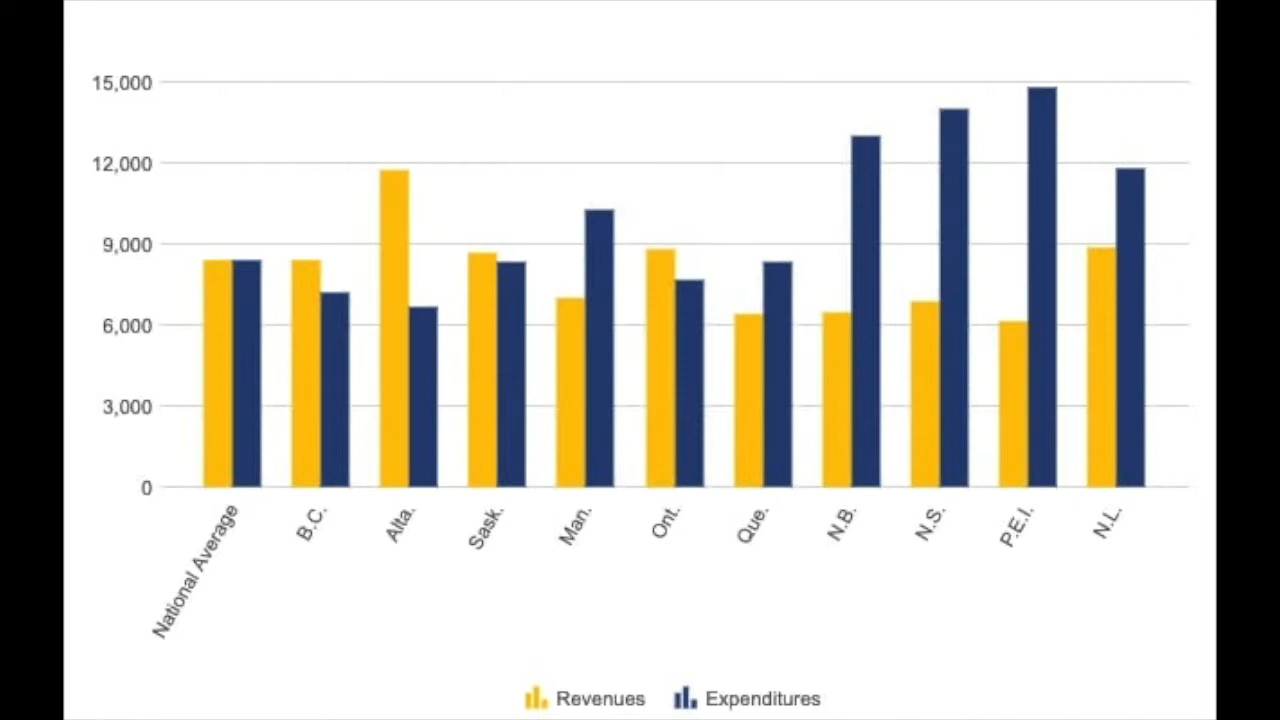 15,000
12,000
9,000
6,000
3,000
0
National Average
B.C.
Alta.
Sask.
Man.
Ont.
Que.
N.B.
N.S.
P.E.I.
N.L.
Revenues
Expenditures